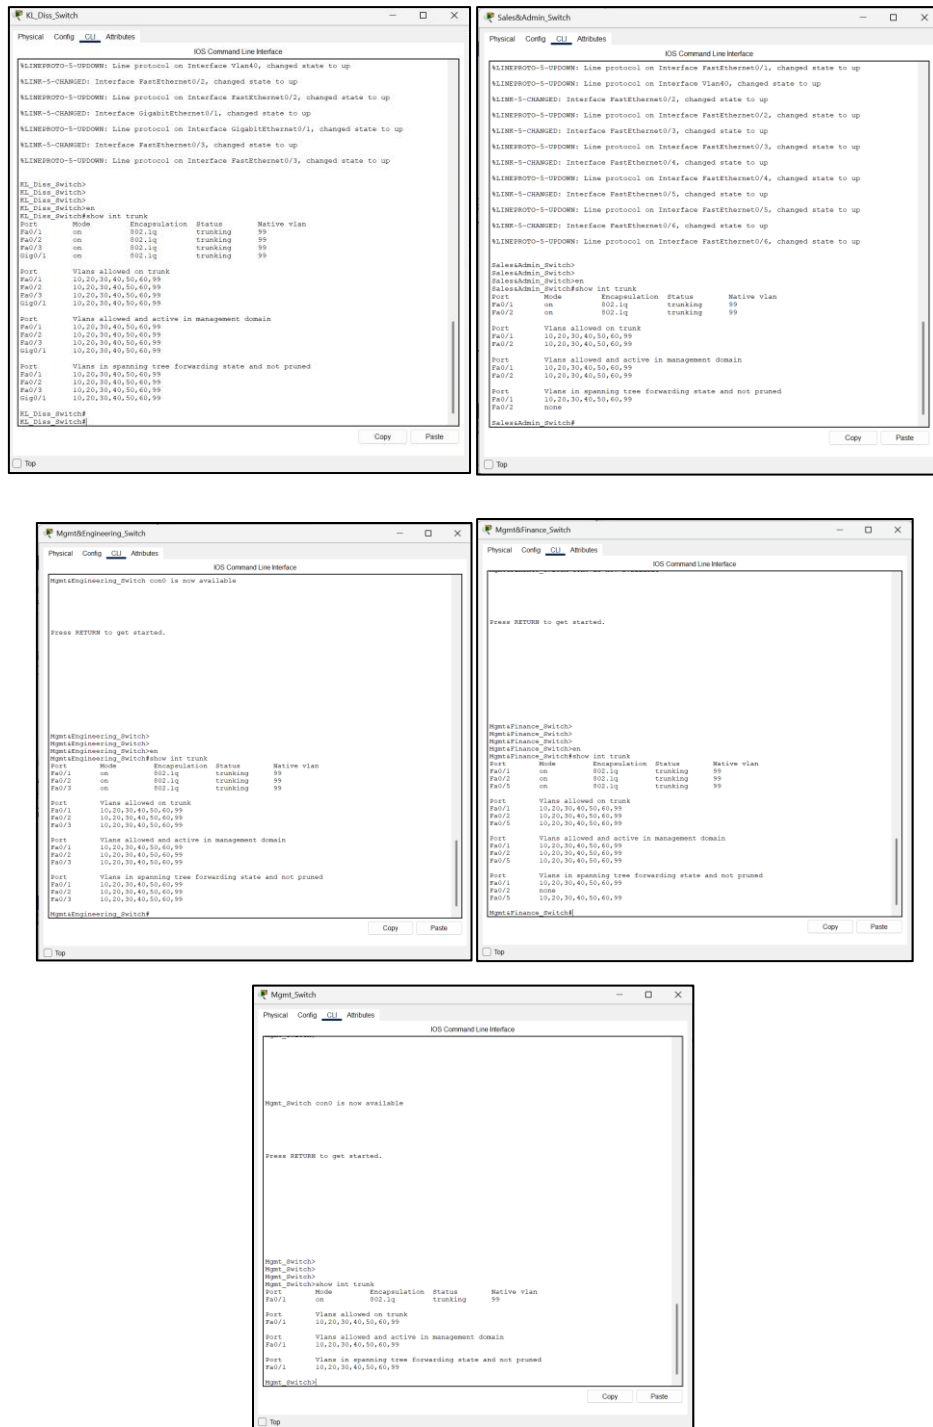 KL_Diss_Switch
Physical Config CLI Attributes
IOS Command Line Interface
%LINEPROTO-5-UPDOWN: Line protocol on Interface Vlan40, changed state to up
%LINK-5-CHANGED: Interface FastEthernet0/2, changed state to up
%LINEPROTO-5-UPDOWN: Line protocol on Interface FastEthernet0/2, changed state to up
%LINK-5-CHANGED: Interface GigabitEthernet0/1, changed state to up
%LINEPROTO-5-UPDOWN: Line protocol on Interface GigabitEthernet0/1, changed state to up
%LINK-5-CHANGED: Interface FastEthernet0/3, changed state to up
%LINEPROTO-5-UPDOWN: Line protocol on Interface FastEthernet0/3, changed state to up
KL_Diss_Switch>
KL_Diss_Switch>
KL_Diss_Switch>
KL_Diss_Switch>en
KL_Diss_Switch#show int trunk
Port Mode Encapsulation Status Native vlan
Fa0/1 on 802.1q trunking 99
Fa0/2 on 802.1q trunking 99
Fa0/3 on 802.1q trunking 99
Gig0/1 on 802.1q trunking 99
Port Vlans allowed on trunk
Fa0/1 10,20,30,40,50,60,99
Fa0/2 10,20,30,40,50,60,99
Fa0/3 10,20,30,40,50,60,99
Gig0/1 10,20,30,40,50,60,99
Port Vlans allowed and active in management domain
Fa0/1 10,20,30,40,50,60,99
Fa0/2 10,20,30,40,50,60,99
Fa0/3 10,20,30,40,50,60,99
Gig0/1 10,20,30,40,50,60,99
Port Vlans in spanning tree forwarding state and not pruned
Fa0/1 10,20,30,40,50,60,99
Fa0/2 10,20,30,40,50,60,99
Fa0/3 10,20,30,40,50,60,99
Gig0/1 10,20,30,40,50,60,99
KL_Diss_Switch#
KL_Diss_Switch#
Copy Paste
Top
Sales&Admin_Switch
Physical Config CLI Attributes
IOS Command Line Interface
%LINEPROTO-5-UPDOWN: Line protocol on Interface FastEthernet0/1, changed state to up
%LINEPROTO-5-UPDOWN: Line protocol on Interface Vlan40, changed state to up
%LINK-5-CHANGED: Interface FastEthernet0/2, changed state to up
%LINEPROTO-5-UPDOWN: Line protocol on Interface FastEthernet0/2, changed state to up
%LINK-5-CHANGED: Interface FastEthernet0/3, changed state to up
%LINEPROTO-5-UPDOWN: Line protocol on Interface FastEthernet0/3, changed state to up
%LINK-5-CHANGED: Interface FastEthernet0/4, changed state to up
%LINEPROTO-5-UPDOWN: Line protocol on Interface FastEthernet0/4, changed state to up
%LINK-5-CHANGED: Interface FastEthernet0/5, changed state to up
%LINEPROTO-5-UPDOWN: Line protocol on Interface FastEthernet0/5, changed state to up
%LINK-5-CHANGED: Interface FastEthernet0/6, changed state to up
%LINEPROTO-5-UPDOWN: Line protocol on Interface FastEthernet0/6, changed state to up
Sales&Admin_Switch>
Sales&Admin_Switch>
Sales&Admin_Switch>en
Sales&Admin_Switch#show int trunk
Port Mode Encapsulation Status Native vlan
Fa0/1 on 802.1q trunking 99
Fa0/2 on 802.1q trunking 99
Port Vlans allowed on trunk
Fa0/1 10,20,30,40,50,60,99
Fa0/2 10,20,30,40,50,60,99
Port Vlans allowed and active in management domain
Fa0/1 10,20,30,40,50,60,99
Fa0/2 10,20,30,40,50,60,99
Port Vlans in spanning tree forwarding state and not pruned
Fa0/1 10,20,30,40,50,60,99
Fa0/2 none
Sales&Admin_Switch#
Copy Paste
Top
Mgmt&Engineering_Switch
Physical Config CLI Attributes
IOS Command Line Interface
Mgmt&Engineering_Switch con0 is now available
Press RETURN to get started.
Mgmt&Engineering_Switch>
Mgmt&Engineering_Switch>
Mgmt&Engineering_Switch>en
Mgmt&Engineering_Switch#show int trunk
Port Mode Encapsulation Status Native vlan
Fa0/1 on 802.1q trunking 99
Fa0/2 on 802.1q trunking 99
Fa0/3 on 802.1q trunking 99
Port Vlans allowed on trunk
Fa0/1 10,20,30,40,50,60,99
Fa0/2 10,20,30,40,50,60,99
Fa0/3 10,20,30,40,50,60,99
Port Vlans allowed and active in management domain
Fa0/1 10,20,30,40,50,60,99
Fa0/2 10,20,30,40,50,60,99
Fa0/3 10,20,30,40,50,60,99
Port Vlans in spanning tree forwarding state and not pruned
Fa0/1 10,20,30,40,50,60,99
Fa0/2 10,20,30,40,50,60,99
Fa0/3 10,20,30,40,50,60,99
Mgmt&Engineering_Switch#
Copy Paste
Top
Mgmt&Finance_Switch
Physical Config CLI Attributes
IOS Command Line Interface
Press RETURN to get started.
Mgmt&Finance_Switch>
Mgmt&Finance_Switch>
Mgmt&Finance_Switch>
Mgmt&Finance_Switch>en
Mgmt&Finance_Switch#show int trunk
Port Mode Encapsulation Status Native vlan
Fa0/1 on 802.1q trunking 99
Fa0/2 on 802.1q trunking 99
Fa0/5 on 802.1q trunking 99
Port Vlans allowed on trunk
Fa0/1 10,20,30,40,50,60,99
Fa0/2 10,20,30,40,50,60,99
Fa0/5 10,20,30,40,50,60,99
Port Vlans allowed and active in management domain
Fa0/1 10,20,30,40,50,60,99
Fa0/2 10,20,30,40,50,60,99
Fa0/5 10,20,30,40,50,60,99
Port Vlans in spanning tree forwarding state and not pruned
Fa0/1 10,20,30,40,50,60,99
Fa0/2 none
Fa0/5 10,20,30,40,50,60,99
Mgmt&Finance_Switch#
Copy Paste
Top
Mgmt_Switch
Physical Config CLI Attributes
IOS Command Line Interface
Mgmt_Switch con0 is now available
Press RETURN to get started.
Mgmt_Switch>
Mgmt_Switch>
Mgmt_Switch>
Mgmt_Switch>show int trunk
Port Mode Encapsulation Status Native vlan
Fa0/1 on 802.1q trunking 99
Port Vlans allowed on trunk
Fa0/1 10,20,30,40,50,60,99
Port Vlans allowed and active in management domain
Fa0/1 10,20,30,40,50,60,99
Port Vlans in spanning tree forwarding state and not pruned
Fa0/1 10,20,30,40,50,60,99
Mgmt_Switch>
Copy Paste
Top